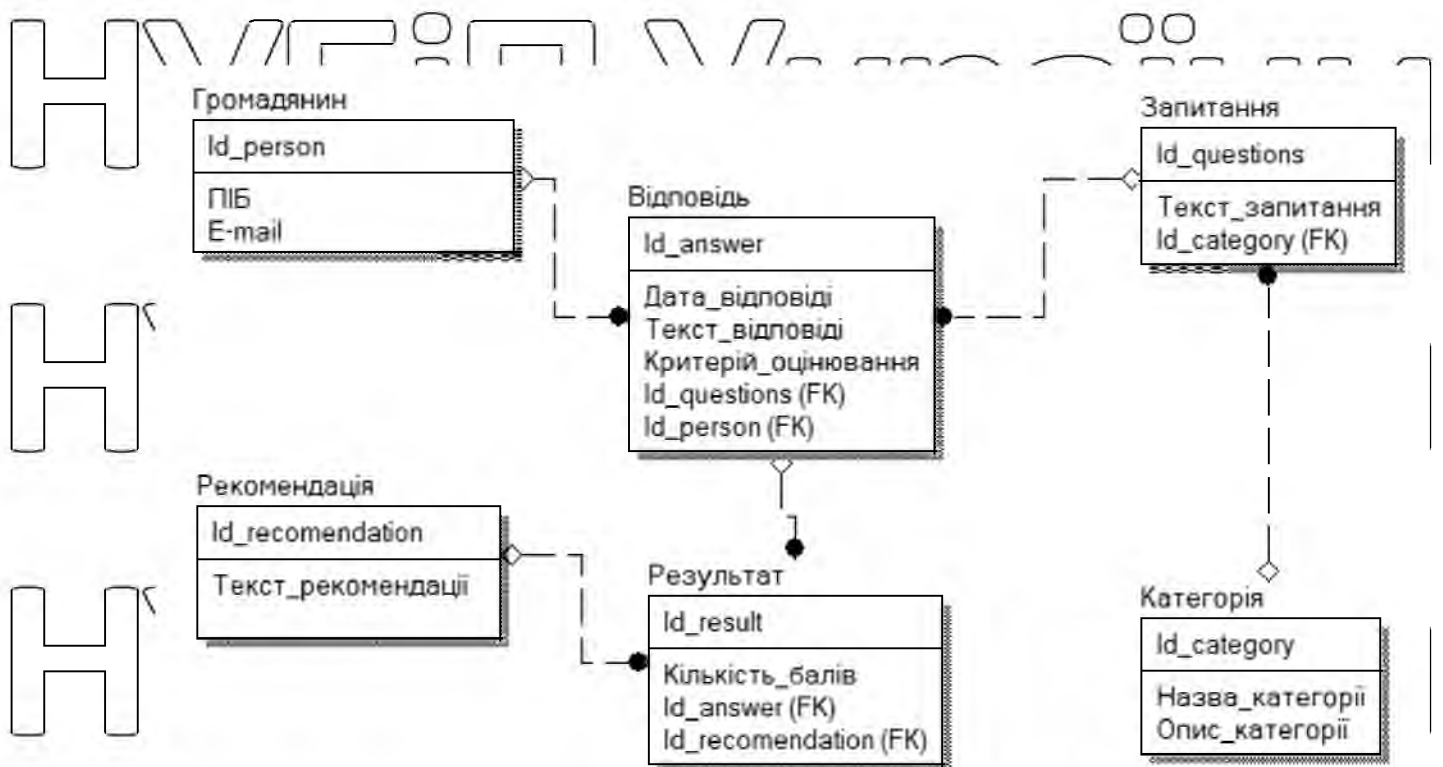 Громадянин
Id_person
ПІБ
E-mail
Відповідь
Id_answer
Дата_відповіді
Текст_відповіді
Критерій_оцінювання
Id_questions (FK)
Id_person (FK)
Запитання
Id_questions
Текст_запитання
Id_category (FK)
Рекомендація
Id_recomendation
Текст_рекомендації
Результат
Id_result
Кількість_балів
Id_answer (FK)
Id_recomendation (FK)
Категорія
Id_category
Назва_категорії
Опис_категорії